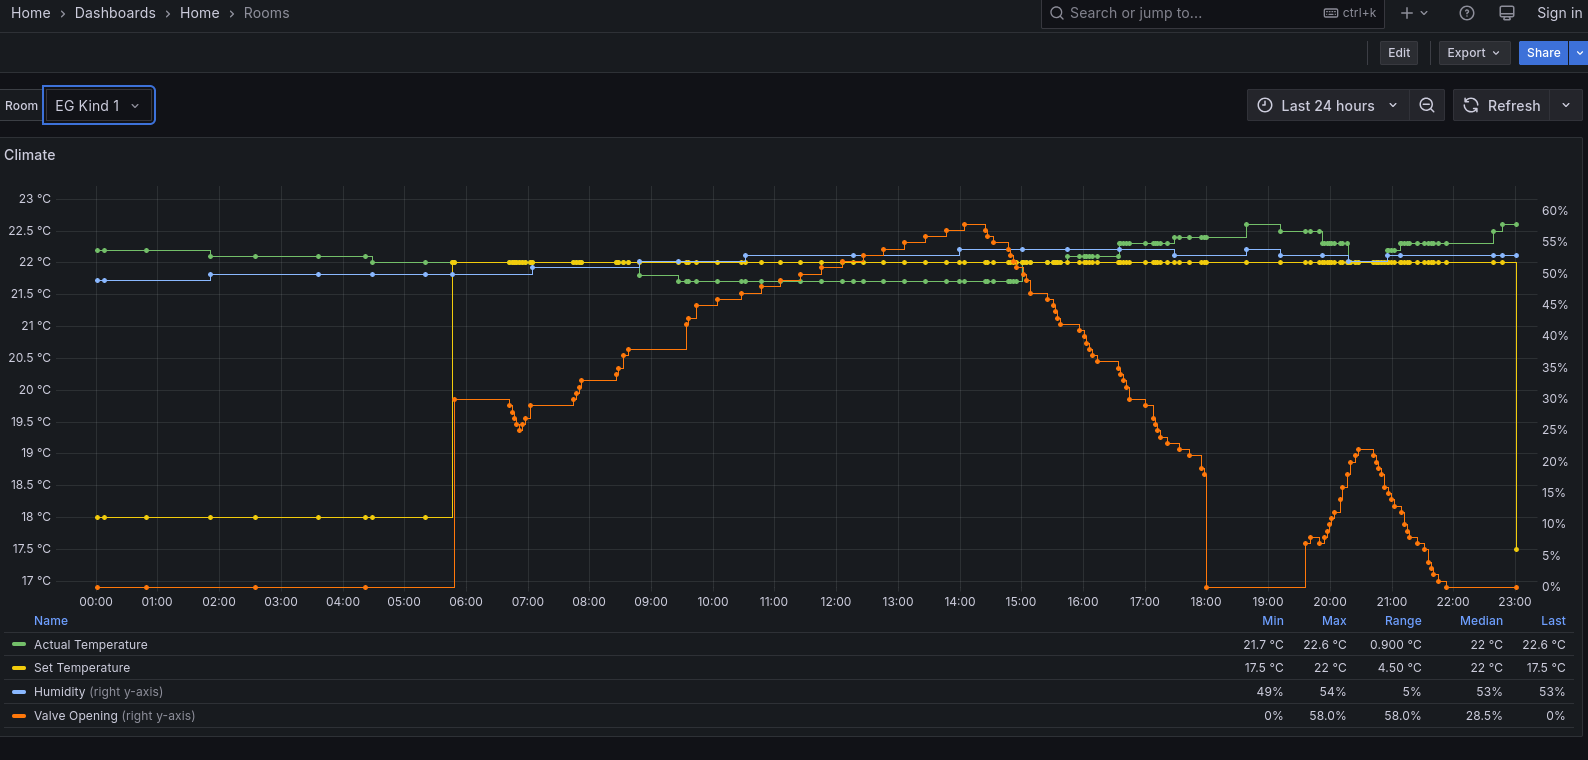 Home › Dashboards › Home › Rooms
Search or jump to... ctrl+k
Sign in
Edit
Export
Share
Room
EG Kind 1
Last 24 hours
Refresh
Climate
23 °C
22.5 °C
22 °C
21.5 °C
21 °C
20.5 °C
20 °C
19.5 °C
19 °C
18.5 °C
18 °C
17.5 °C
17 °C
60%
55%
50%
45%
40%
35%
30%
25%
20%
15%
10%
5%
0%
00:00 01:00 02:00 03:00 04:00 05:00 06:00 07:00 08:00 09:00 10:00 11:00 12:00 13:00 14:00 15:00 16:00 17:00 18:00 19:00 20:00 21:00 22:00 23:00
Name Min Max Range Median Last
Actual Temperature 21.7 °C 22.6 °C 0.900 °C 22 °C 22.6 °C
Set Temperature 17.5 °C 22 °C 4.50 °C 22 °C 17.5 °C
Humidity (right y-axis) 49% 54% 5% 53% 53%
Valve Opening (right y-axis) 0% 58.0% 58.0% 28.5% 0%